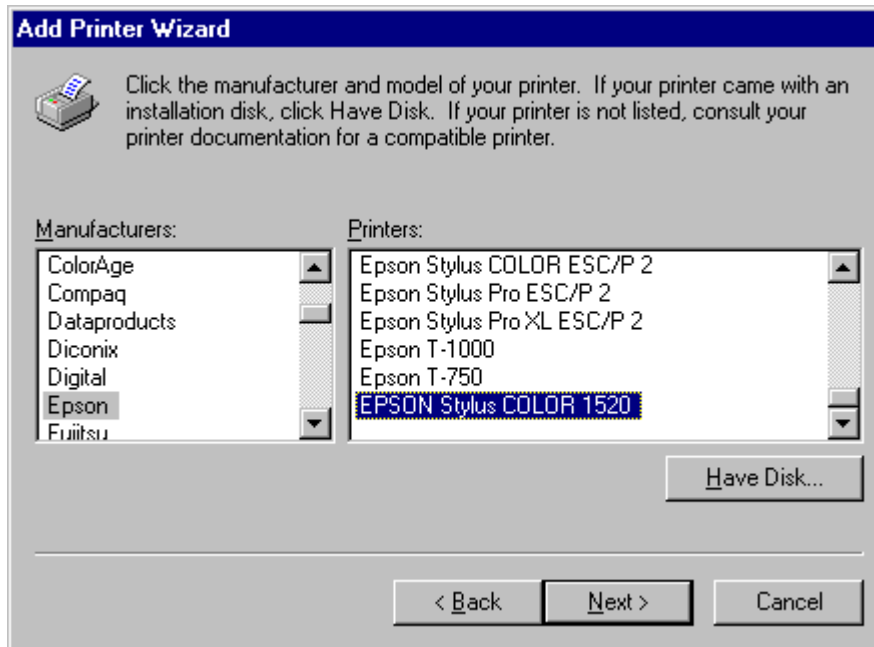 Add Printer Wizard
Click the manufacturer and model of your printer.  If your printer came with an
installation disk, click Have Disk.  If your printer is not listed, consult your
printer documentation for a compatible printer.
Manufacturers:
ColorAge
Compaq
Dataproducts
Diconix
Digital
Epson
Fujitsu
Printers:
Epson Stylus COLOR ESC/P 2
Epson Stylus Pro ESC/P 2
Epson Stylus Pro XL ESC/P 2
Epson T-1000
Epson T-750
EPSON Stylus COLOR 1520
Have Disk...
< Back
Next >
Cancel